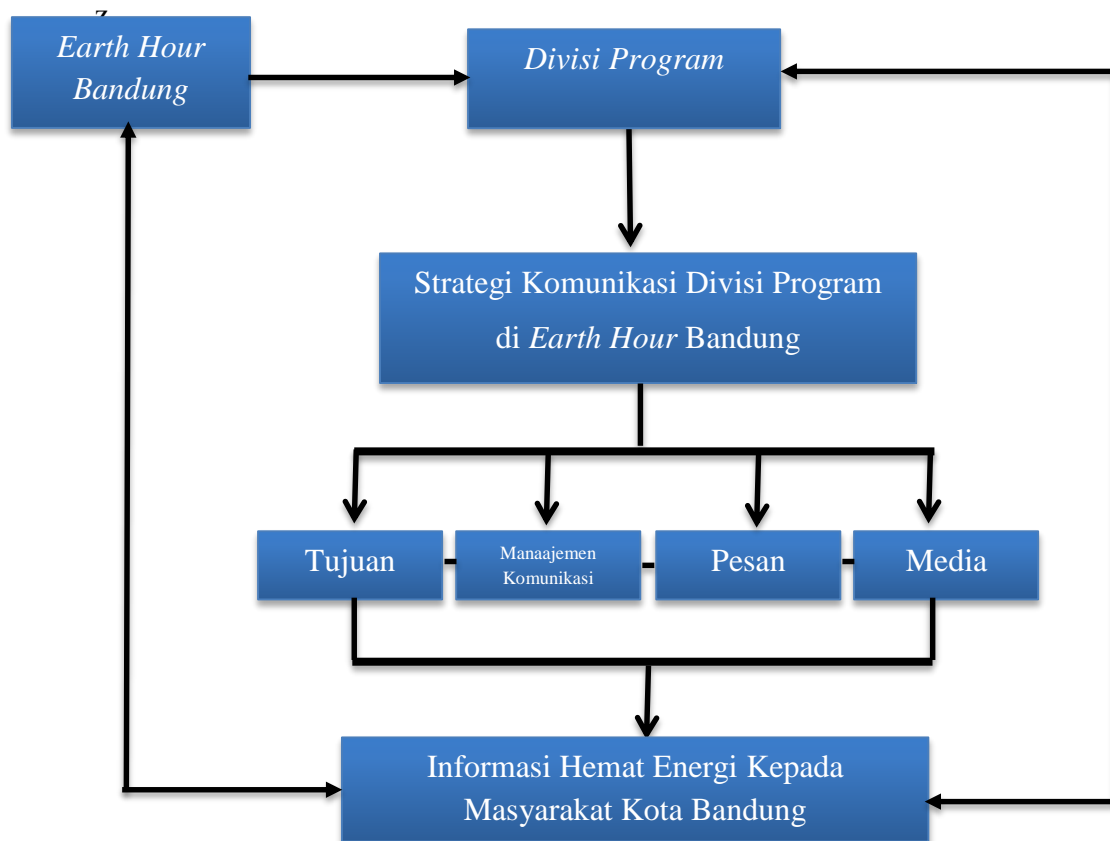 Earth Hour
Bandung
Divisi Program
Strategi Komunikasi Divisi Program
di Earth Hour Bandung
Tujuan
Manaajemen
Komunikasi
Pesan
Media
Informasi Hemat Energi Kepada
Masyarakat Kota Bandung